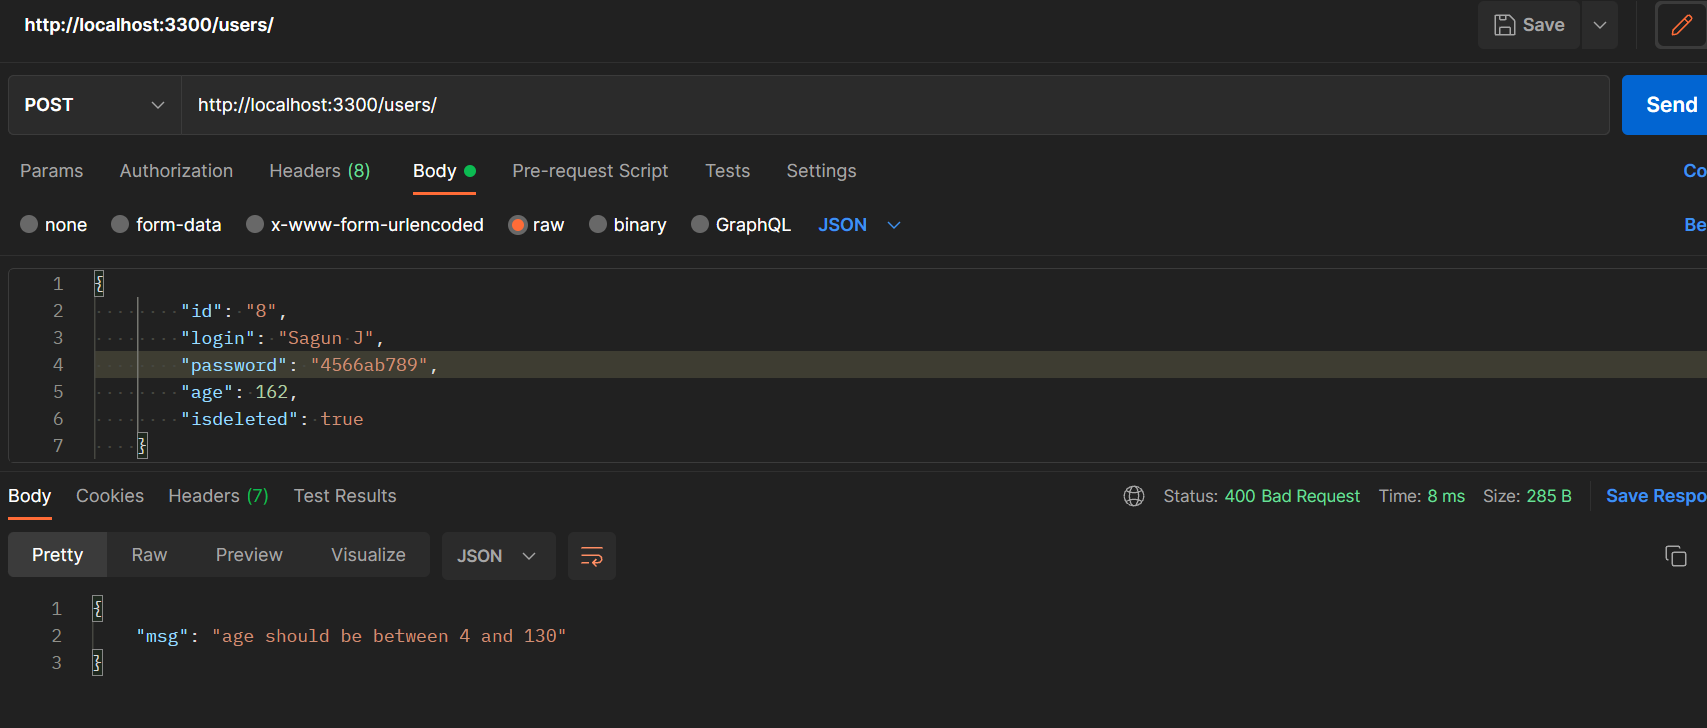 http://localhost:3300/users/
Save
POST
http://localhost:3300/users/
Send
Params Authorization Headers (8) Body Pre-request Script Tests Settings Co
none form-data x-www-form-urlencoded raw binary GraphQL JSON Be
1 {
2 "id": "8",
3 "login": "Sagun J",
4 "password": "4566ab789",
5 "age": 162,
6 "isdeleted": true
7 }
Body Cookies Headers (7) Test Results Status: 400 Bad Request Time: 8 ms Size: 285 B Save Respo
Pretty Raw Preview Visualize JSON
1 {
2 "msg": "age should be between 4 and 130"
3 }